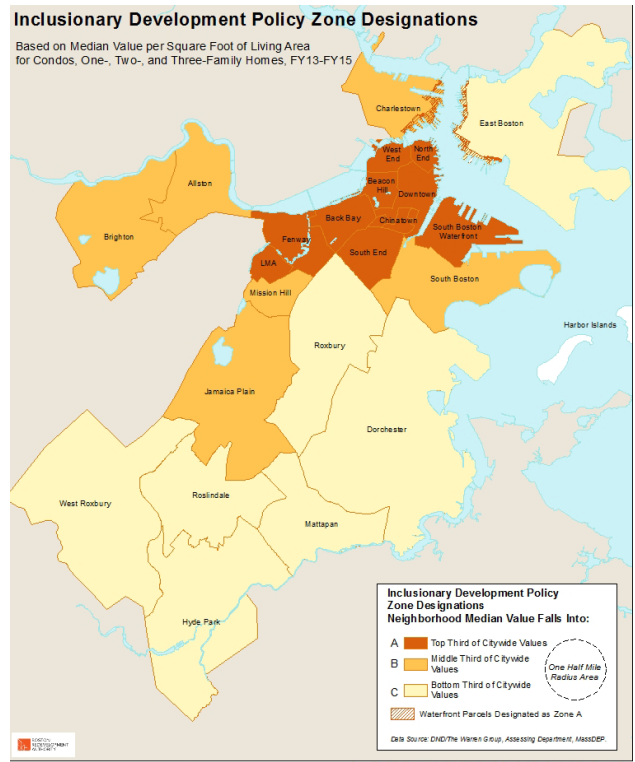 Inclusionary Development Policy Zone Designations
Based on Median Value per Square Foot of Living Area
for Condos, One-, Two-, and Three-Family Homes, FY13-FY15
Charlestown
East Boston
West
End
North
End
Allston
Beacon
Hill
Downtown
Back Bay
Chinatown
South Boston
Waterfront
Brighton
Fenway
South End
LMA
South Boston
Mission Hill
Harbor Islands
Roxbury
Jamaica Plain
Dorchester
Roslindale
West Roxbury
Mattapan
Hyde Park
Inclusionary Development Policy
Zone Designations
Neighborhood Median Value Falls Into:
A Top Third of Citywide Values
B Middle Third of Citywide
Values
C Bottom Third of Citywide
Values
One Half Mile
Radius Area
Waterfront Parcels Designated as Zone A
Data Source: DND/The Warren Group, Assessing Department, MassDEP.
BOSTON
REDEVELOPMENT
AUTHORITY